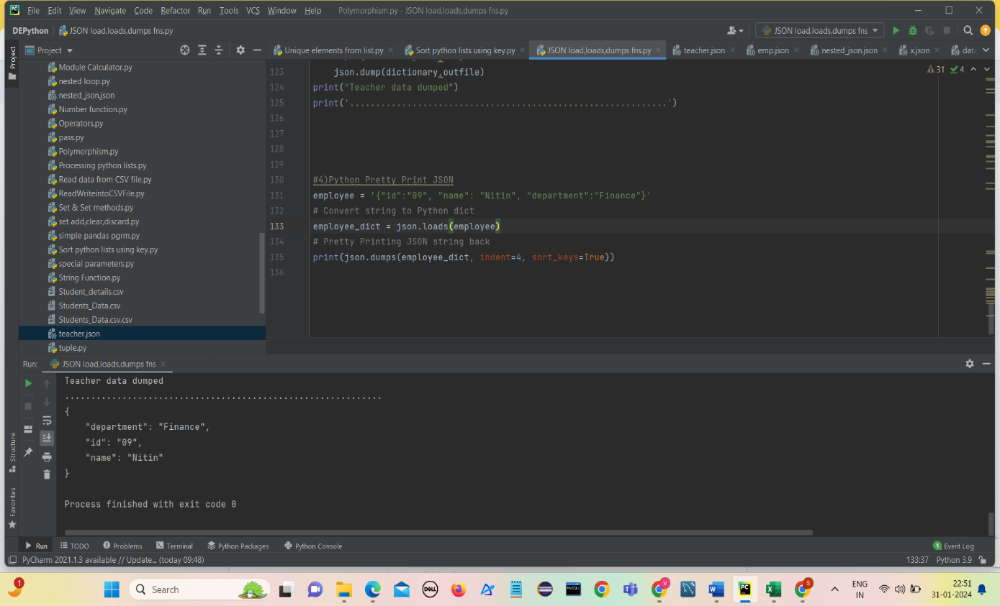 File Edit View Navigate Code Refactor Run Tools VCS Window Help Polymorphism.py - JSON load,loads,dumps fns.py
DEPython JSON load,loads,dumps fns.py JSON load,loads,dumps fns
Project
Project
Unique elements from list.py Sort python lists using key.py JSON load,loads,dumps fns.py teacher.json emp.json nested_json.json x.json data
Module Calculator.py
nested loop.py
nested_json.json
Number function.py
Operators.py
pass.py
Polymorphism.py
Processing python lists.py
Read data from CSV file.py
ReadWriteintoCSVFile.py
Set & Set methods.py
set add,clear,discard.py
simple pandas pgrm.py
Sort python lists using key.py
special parameters.py
String Function.py
Student_details.csv
Students_Data.csv
Students_Data.csv.csv
teacher.json
tuple.py
31 4
123 json.dump(dictionary,outfile)
124 print("Teacher data dumped")
125 print('.............................................................')
126
127
128
129
130 #4)Python Pretty Print JSON
131 employee = '{"id":"09", "name": "Nitin", "department":"Finance"}'
132 # Convert string to Python dict
133 employee_dict = json.loads(employee)
134 # Pretty Printing JSON string back
135 print(json.dumps(employee_dict, indent=4, sort_keys=True))
136
Run: JSON load,loads,dumps fns
Teacher data dumped
.............................................................
{
"department": "Finance",
"id": "09",
"name": "Nitin"
}
Process finished with exit code 0
Structure
Favorites
Run TODO Problems Terminal Python Packages Python Console 1 Event Log
PyCharm 2021.1.3 available // Update... (today 09:48) 133:37 Python 3.9
1
Search
DELL
MySQL
V
PC
S
ENG
IN
22:51
31-01-2024